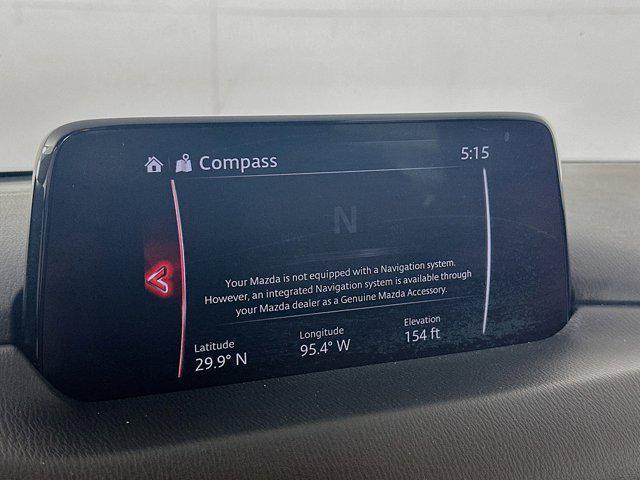 Compass 5:15
N
Your Mazda is not equipped with a Navigation system.
However, an integrated Navigation system is available through
your Mazda dealer as a Genuine Mazda Accessory.
Latitude Longitude Elevation
29.9° N 95.4° W 154 ft